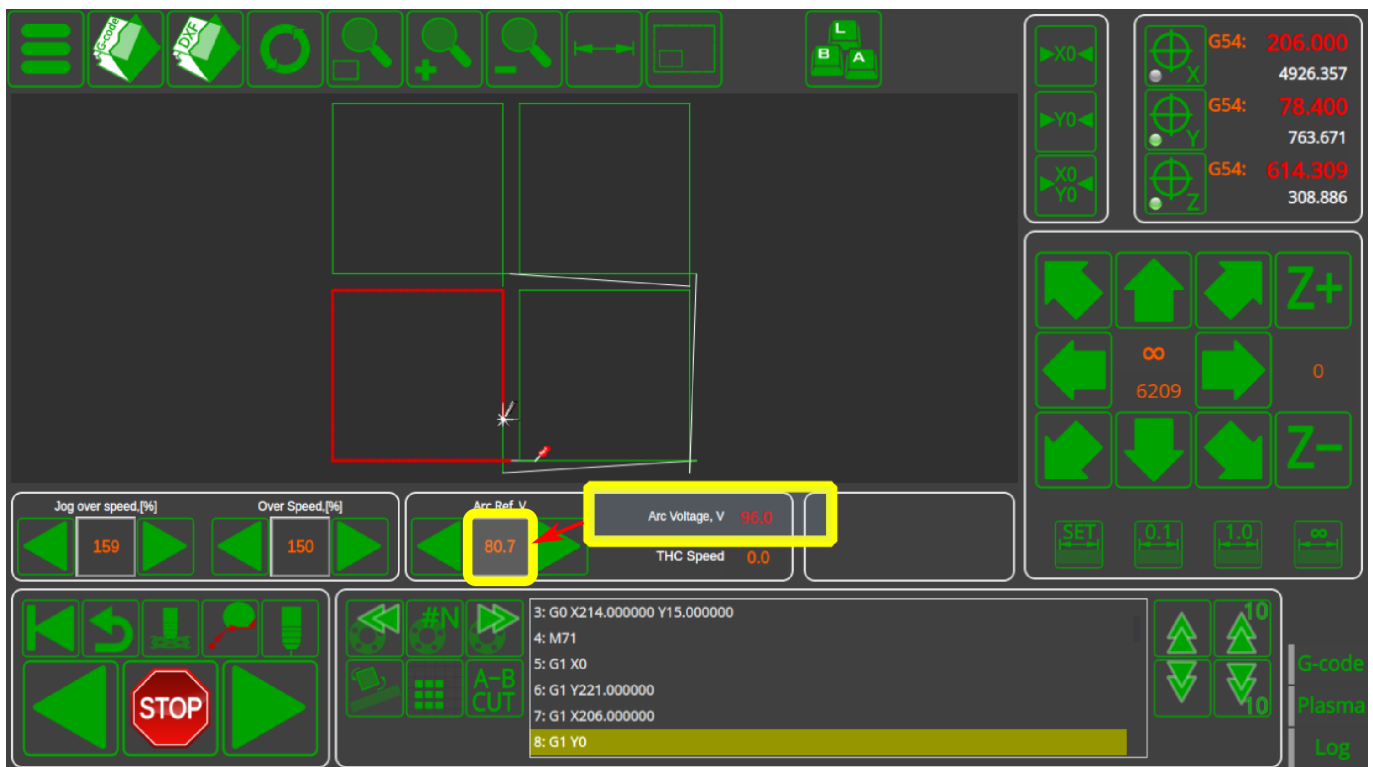 G-code
DXF
L
B A
►X0◄
►Y0◄
►X0
Y0◄
X
G54: 206.000
4926.357
Y
G54: 78.400
763.671
Z
G54: 614.309
308.886
Z+
∞
6209
0
Z−
SET
0.1
1.0
∞
Jog over speed,[%]
159
Over Speed,[%]
150
Arc Ref, V
80.7
Arc Voltage, V 96.0
THC Speed 0.0
STOP
#N
A-B
CUT
3: G0 X214.000000 Y15.000000
4: M71
5: G1 X0
6: G1 Y221.000000
7: G1 X206.000000
8: G1 Y0
10
10
G-code
Plasma
Log